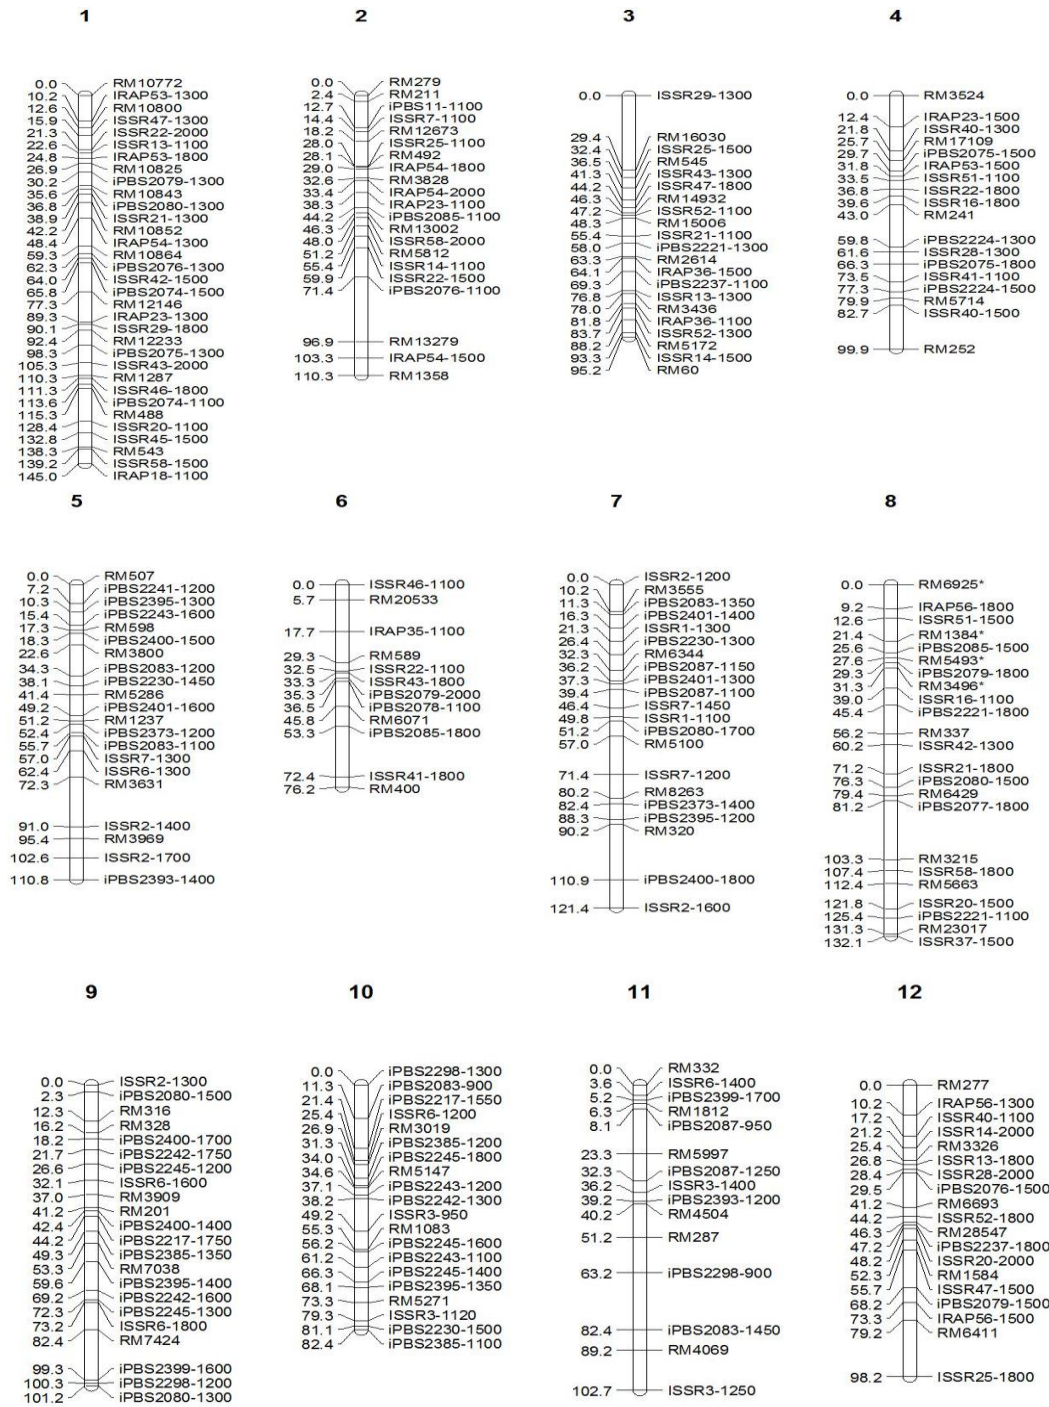 1
0.0 RM10772
10.2 IRAP53-1300
12.6 RM10800
15.9 ISSR47-1300
21.3 ISSR22-2000
22.6 ISSR13-1100
24.8 IRAP53-1800
26.9 RM10825
30.2 iPBS2079-1300
35.6 RM10843
36.8 iPBS2080-1300
38.9 ISSR21-1300
42.2 RM10852
48.4 IRAP54-1300
59.3 RM10864
62.3 iPBS2076-1300
64.0 ISSR42-1500
65.8 iPBS2074-1500
77.3 RM12146
89.3 IRAP23-1300
90.1 ISSR29-1800
92.4 RM12233
98.3 iPBS2075-1300
105.3 ISSR43-2000
110.3 RM1287
111.3 ISSR46-1800
113.6 iPBS2074-1100
115.3 RM488
128.4 ISSR20-1100
132.8 ISSR45-1500
138.3 RM543
139.2 ISSR58-1500
145.0 IRAP18-1100
2
0.0 RM279
2.4 RM211
12.7 iPBS11-1100
14.4 ISSR7-1100
18.2 RM12673
28.0 ISSR25-1100
28.1 RM492
29.0 IRAP54-1800
32.6 RM3828
33.4 IRAP54-2000
38.3 IRAP23-1100
44.2 iPBS2085-1100
46.3 RM13002
48.0 ISSR58-2000
51.2 RM5812
55.4 ISSR14-1100
59.9 ISSR22-1500
71.4 iPBS2076-1100
96.9 RM13279
103.3 IRAP54-1500
110.3 RM1358
3
0.0 ISSR29-1300
29.4 RM16030
32.4 ISSR25-1500
36.5 RM545
41.3 ISSR43-1300
44.2 ISSR47-1800
46.3 RM14932
47.2 ISSR52-1100
48.3 RM15006
55.4 ISSR21-1100
58.0 iPBS2221-1300
63.3 RM2614
64.1 IRAP36-1500
69.3 iPBS2237-1100
76.8 ISSR13-1300
78.0 RM3436
81.8 IRAP36-1100
83.7 ISSR52-1300
88.2 RM5172
93.3 ISSR14-1500
95.2 RM60
4
0.0 RM3524
12.4 IRAP23-1500
21.8 ISSR40-1300
25.7 RM17109
29.7 iPBS2075-1500
31.8 IRAP53-1500
33.5 ISSR51-1100
36.8 ISSR22-1800
39.6 ISSR16-1800
43.0 RM241
59.8 iPBS2224-1300
61.6 ISSR28-1300
66.3 iPBS2075-1800
73.5 ISSR41-1100
77.3 iPBS2224-1500
79.9 RM5714
82.7 ISSR40-1500
99.9 RM252
5
0.0 RM507
7.2 iPBS2241-1200
10.3 iPBS2395-1300
15.4 iPBS2243-1600
17.3 RM598
18.3 iPBS2400-1500
22.6 RM3800
34.3 iPBS2083-1200
38.1 iPBS2230-1450
41.4 RM5286
49.2 iPBS2401-1600
51.2 RM1237
52.4 iPBS2373-1200
55.7 iPBS2083-1100
57.0 ISSR7-1300
62.4 ISSR6-1300
72.3 RM3631
91.0 ISSR2-1400
95.4 RM3969
102.6 ISSR2-1700
110.8 iPBS2393-1400
6
0.0 ISSR46-1100
5.7 RM20533
17.7 IRAP35-1100
29.3 RM589
32.5 ISSR22-1100
33.3 ISSR43-1800
35.3 iPBS2079-2000
36.5 iPBS2078-1100
45.8 RM6071
53.3 iPBS2085-1800
72.4 ISSR41-1800
76.2 RM400
7
0.0 ISSR2-1200
10.2 RM3555
11.3 iPBS2083-1350
16.3 iPBS2401-1400
21.3 ISSR1-1300
26.4 iPBS2230-1300
32.3 RM6344
36.2 iPBS2087-1150
37.3 iPBS2401-1300
39.4 iPBS2087-1100
46.4 ISSR7-1450
49.8 ISSR1-1100
51.2 iPBS2080-1700
57.0 RM5100
71.4 ISSR7-1200
80.2 RM8263
82.4 iPBS2373-1400
88.3 iPBS2395-1200
90.2 RM320
110.9 iPBS2400-1800
121.4 ISSR2-1600
8
0.0 RM6925*
9.2 IRAP56-1800
12.6 ISSR51-1500
21.4 RM1384*
25.6 iPBS2085-1500
27.6 RM5493*
29.3 iPBS2079-1800
31.3 RM3496*
39.0 ISSR16-1100
45.4 iPBS2221-1800
56.2 RM337
60.2 ISSR42-1300
71.2 ISSR21-1800
76.3 iPBS2080-1500
79.4 RM6429
81.2 iPBS2077-1800
103.3 RM3215
107.4 ISSR58-1800
112.4 RM5663
121.8 ISSR20-1500
125.4 iPBS2221-1100
131.3 RM23017
132.1 ISSR37-1500
9
0.0 ISSR2-1300
2.3 iPBS2080-1500
12.3 RM316
16.2 RM328
18.2 iPBS2400-1700
21.7 iPBS2242-1750
26.6 iPBS2245-1200
32.1 ISSR6-1600
37.0 RM3909
41.2 RM201
42.4 iPBS2400-1400
44.2 iPBS2217-1750
49.3 iPBS2385-1350
53.3 RM7038
59.6 iPBS2395-1400
69.2 iPBS2242-1600
72.3 iPBS2245-1300
73.2 ISSR6-1800
82.4 RM7424
99.3 iPBS2399-1600
100.3 iPBS2298-1200
101.2 iPBS2080-1300
10
0.0 iPBS2298-1300
11.3 iPBS2083-900
21.4 iPBS2217-1550
25.4 ISSR6-1200
26.9 RM3019
31.3 iPBS2385-1200
34.0 iPBS2245-1800
34.6 RM5147
37.1 iPBS2243-1200
38.2 iPBS2242-1300
49.2 ISSR3-950
55.3 RM1083
56.2 iPBS2245-1600
61.2 iPBS2243-1100
66.3 iPBS2245-1400
68.1 iPBS2395-1350
73.3 RM5271
79.3 ISSR3-1120
81.1 iPBS2230-1500
82.4 iPBS2385-1100
11
0.0 RM332
3.6 ISSR6-1400
5.2 iPBS2399-1700
6.3 RM1812
8.1 iPBS2087-950
23.3 RM5997
32.3 iPBS2087-1250
36.2 ISSR3-1400
39.2 iPBS2393-1200
40.2 RM4504
51.2 RM287
63.2 iPBS2298-900
82.4 iPBS2083-1450
89.2 RM4069
102.7 ISSR3-1250
12
0.0 RM277
10.2 IRAP56-1300
17.2 ISSR40-1100
21.2 ISSR14-2000
25.4 RM3326
26.8 ISSR13-1800
28.4 ISSR28-2000
29.5 iPBS2076-1500
41.2 RM6693
44.2 ISSR52-1800
46.3 RM28547
47.2 iPBS2237-1800
48.2 ISSR20-2000
52.3 RM1584
55.7 ISSR47-1500
68.2 iPBS2079-1500
73.3 IRAP56-1500
79.2 RM6411
98.2 ISSR25-1800